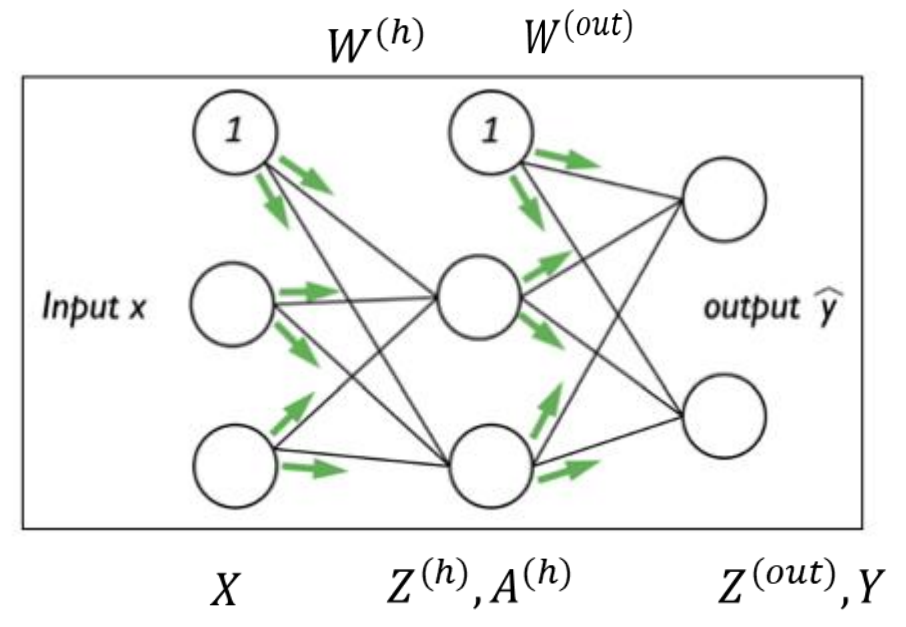 W^(h) W^(out)
1 1
Input x output ŷ
X Z^(h), A^(h) Z^(out), Y